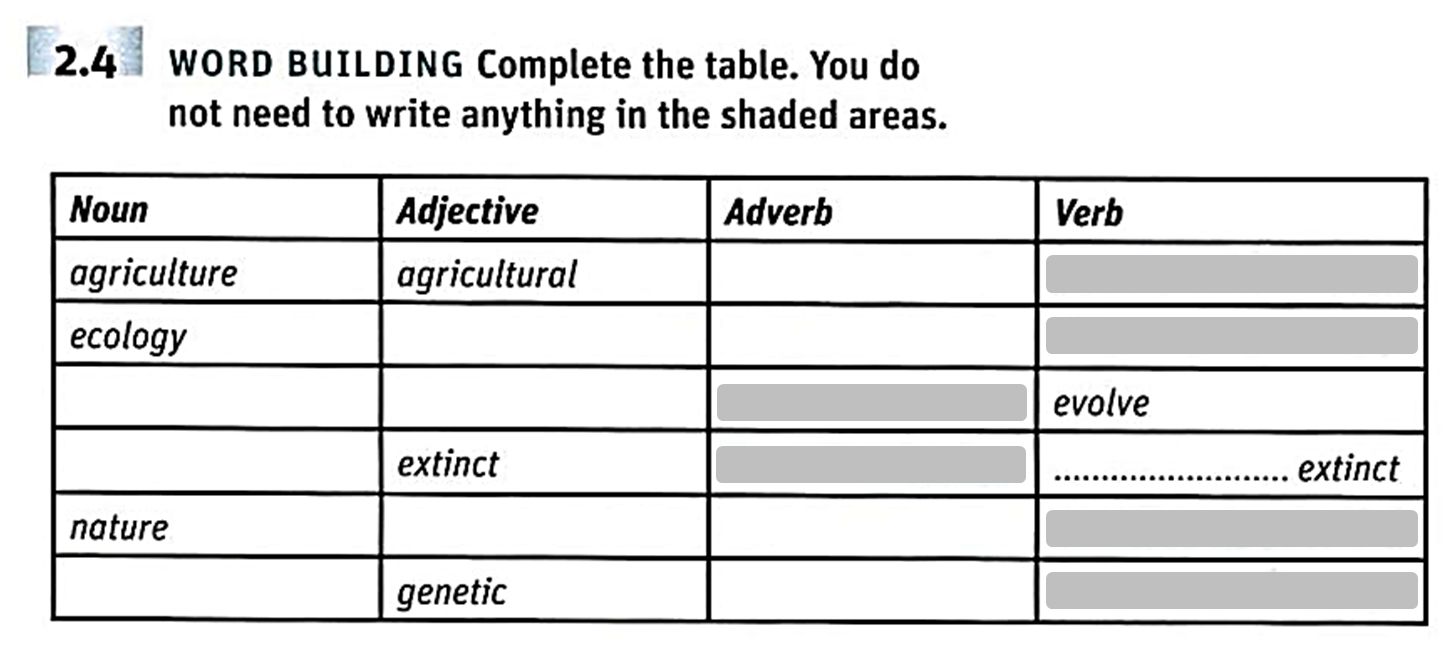 2.4 WORD BUILDING Complete the table. You do
not need to write anything in the shaded areas.
Noun Adjective Adverb Verb
agriculture agricultural
ecology
evolve
extinct ......................... extinct
nature
genetic